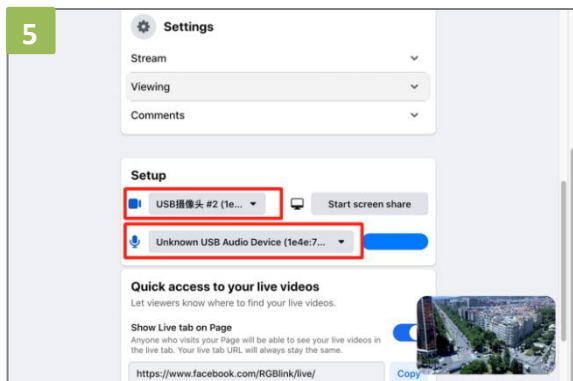 5
Settings
Stream
Viewing
Comments
Setup
USB摄像头 #2 (1e...
Start screen share
Unknown USB Audio Device (1e4e:7...
Quick access to your live videos
Let viewers know where to find your live videos.
Show Live tab on Page
Anyone who visits your Page will be able to see your live videos in
the live tab. Your live tab URL will always stay the same.
https://www.facebook.com/RGBlink/live/
Copy